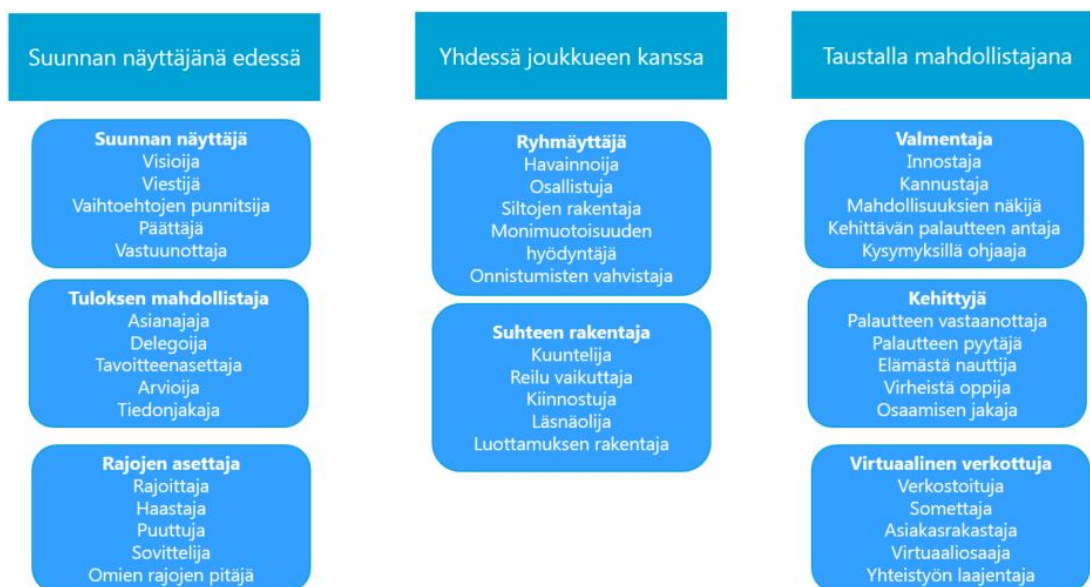 Suunnan näyttäjänä edessä
Suunnan näyttäjä
Visioija
Viestijä
Vaihtoehtojen punnitsija
Päättäjä
Vastuunottaja
Tuloksen mahdollistaja
Asianajaja
Delegoija
Tavoitteenasettaja
Arvioija
Tiedonjakaja
Rajojen asettaja
Rajoittaja
Haastaja
Puuttuja
Sovittelija
Omien rajojen pitäjä
Yhdessä joukkueen kanssa
Ryhmäyttäjä
Havainnoija
Osallistuja
Siltojen rakentaja
Monimuotoisuuden
hyödyntäjä
Onnistumisten vahvistaja
Suhteen rakentaja
Kuuntelija
Reilu vaikuttaja
Kiinnostuja
Läsnäolija
Luottamuksen rakentaja
Taustalla mahdollistajana
Valmentaja
Innostaja
Kannustaja
Mahdollisuuksien näkijä
Kehittävän palautteen antaja
Kysymyksillä ohjaaja
Kehittyjä
Palautteen vastaanottaja
Palautteen pyytäjä
Elämästä nauttija
Virheistä oppija
Osaamisen jakaja
Virtuaalinen verkottuja
Verkostoituja
Somettaja
Asiakasrakastaja
Virtuaaliosaaja
Yhteistyön laajentaja